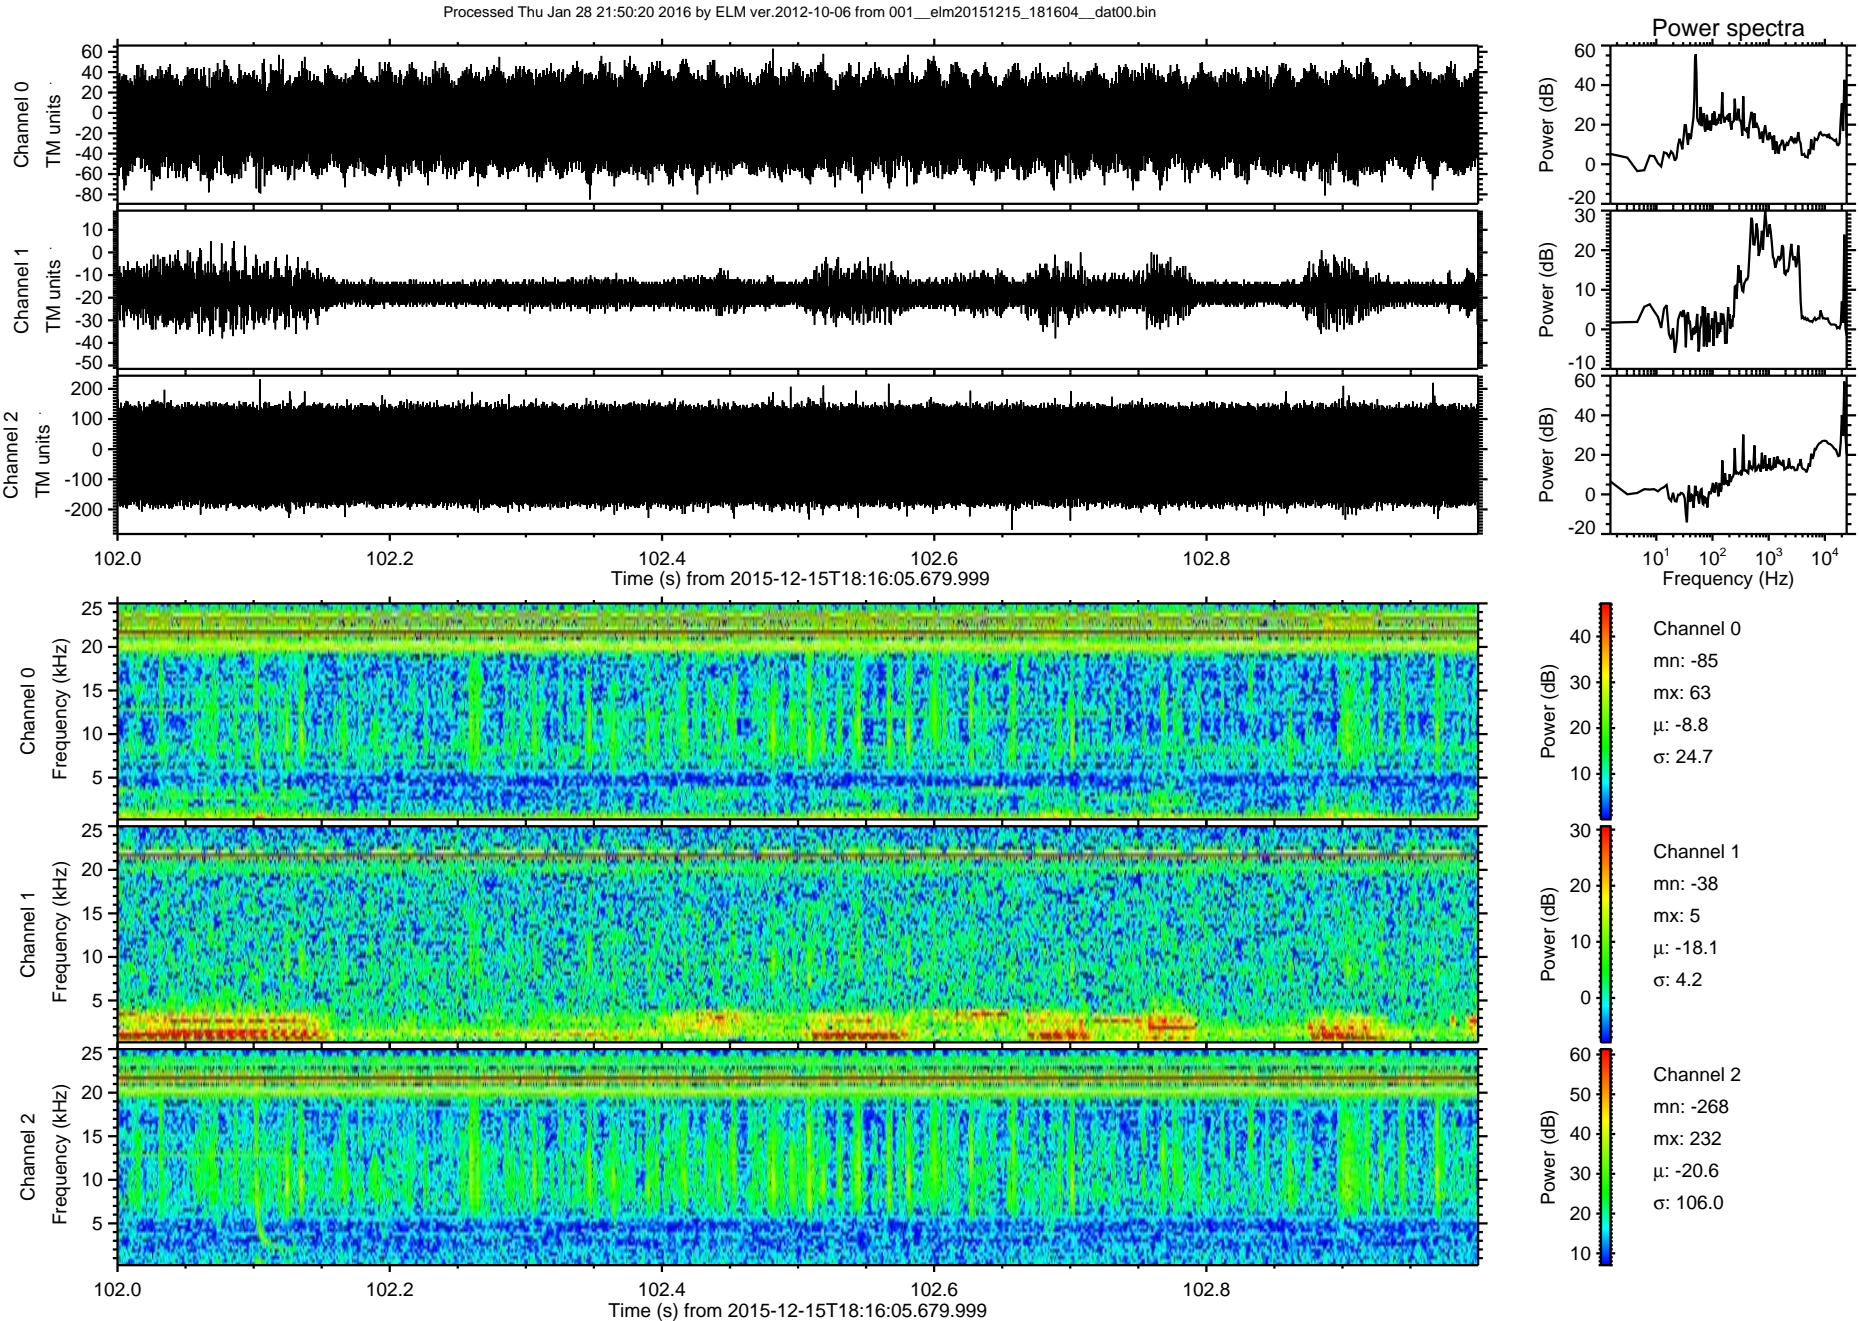 Processed Thu Jan 28 21:50:20 2016 by ELM ver.2012-10-06 from 001__elm20151215_181604__dat00.bin
Power spectra
Channel 0
TM units
60
40
20
0
-20
-40
-60
-80
Power (dB)
60
40
20
0
-20
Channel 1
TM units
10
0
-10
-20
-30
-40
-50
Power (dB)
30
20
10
0
-10
Channel 2
TM units
200
100
0
-100
-200
Power (dB)
60
40
20
0
-20
102.0 102.2 102.4 102.6 102.8
Time (s) from 2015-12-15T18:16:05.679.999
10^1 10^2 10^3 10^4
Frequency (Hz)
Channel 0
Frequency (kHz)
25
20
15
10
5
Power (dB)
40
30
20
10
Channel 0
mn: -85
mx: 63
μ: -8.8
σ: 24.7
Channel 1
Frequency (kHz)
25
20
15
10
5
Power (dB)
30
20
10
0
Channel 1
mn: -38
mx: 5
μ: -18.1
σ: 4.2
Channel 2
Frequency (kHz)
25
20
15
10
5
Power (dB)
60
50
40
30
20
10
Channel 2
mn: -268
mx: 232
μ: -20.6
σ: 106.0
102.0 102.2 102.4 102.6 102.8
Time (s) from 2015-12-15T18:16:05.679.999